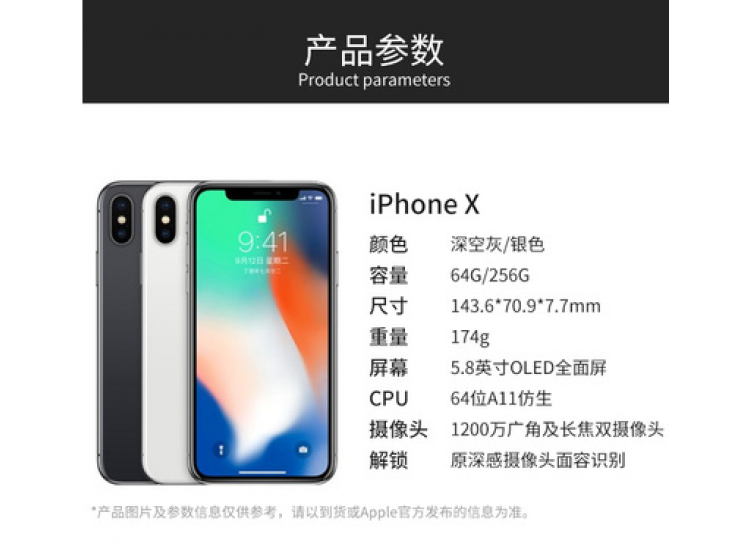 产品参数
Product parameters
iPhone X
颜色 深空灰/银色
容量 64G/256G
尺寸 143.6*70.9*7.7mm
重量 174g
屏幕 5.8英寸OLED全面屏
CPU 64位A11仿生
摄像头 1200万广角及长焦双摄像头
解锁 原深感摄像头面容识别
9:41
9月12日 星期二
*产品图片及参数信息仅供参考，请以到货或Apple官方发布的信息为准。